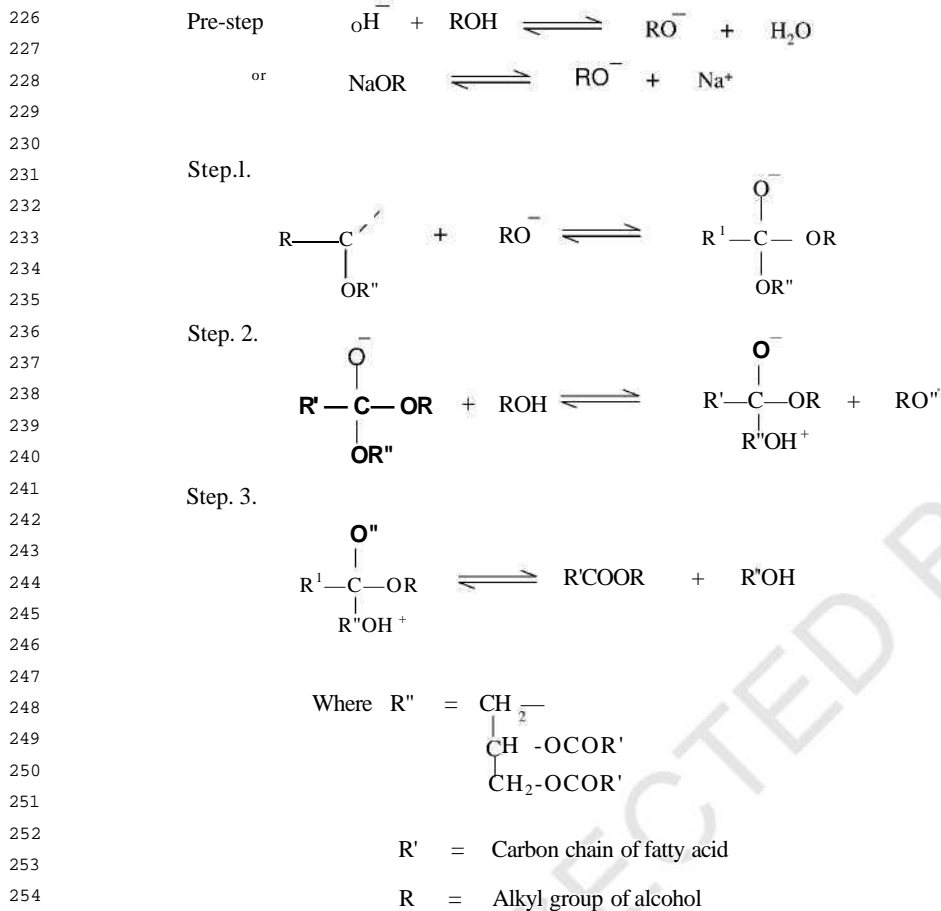 226 Pre-step oH¯ + ROH ⇌ RO¯ + H₂O
227
228 or NaOR ⇌ RO¯ + Na⁺
229
230
231 Step.1.
232 O¯
233 R—C + RO¯ ⇌ R¹—C—OR
234 OR" OR"
235
236 Step. 2.
237 O¯ O¯
238 R'—C—OR + ROH ⇌ R'—C—OR + RO"
239 R"OH⁺
240 OR"
241 Step. 3.
242
243 O"
244 R¹—C—OR ⇌ R'COOR + R"OH
245 R"OH⁺
246
247
248 Where R" = CH₂—
249 CH -OCOR'
250 CH₂-OCOR'
251
252 R' = Carbon chain of fatty acid
253
254 R = Alkyl group of alcohol
ECTED